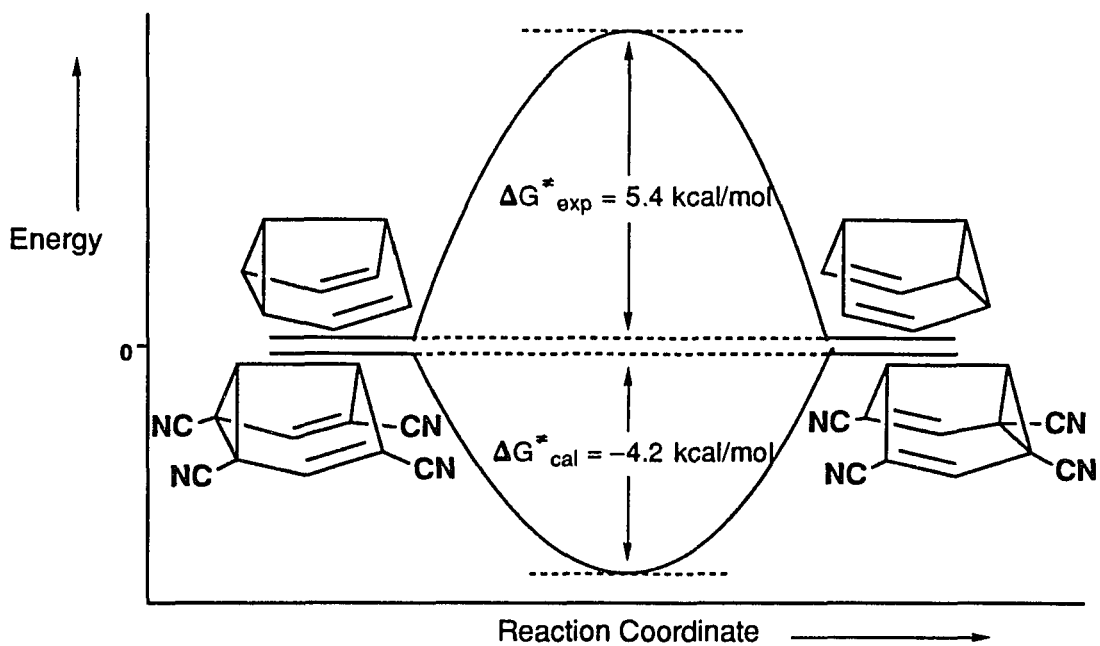 ΔG≠exp = 5.4 kcal/mol
Energy
0
NC
CN
NC
CN
ΔG≠cal = −4.2 kcal/mol
NC
CN
NC
CN
Reaction Coordinate